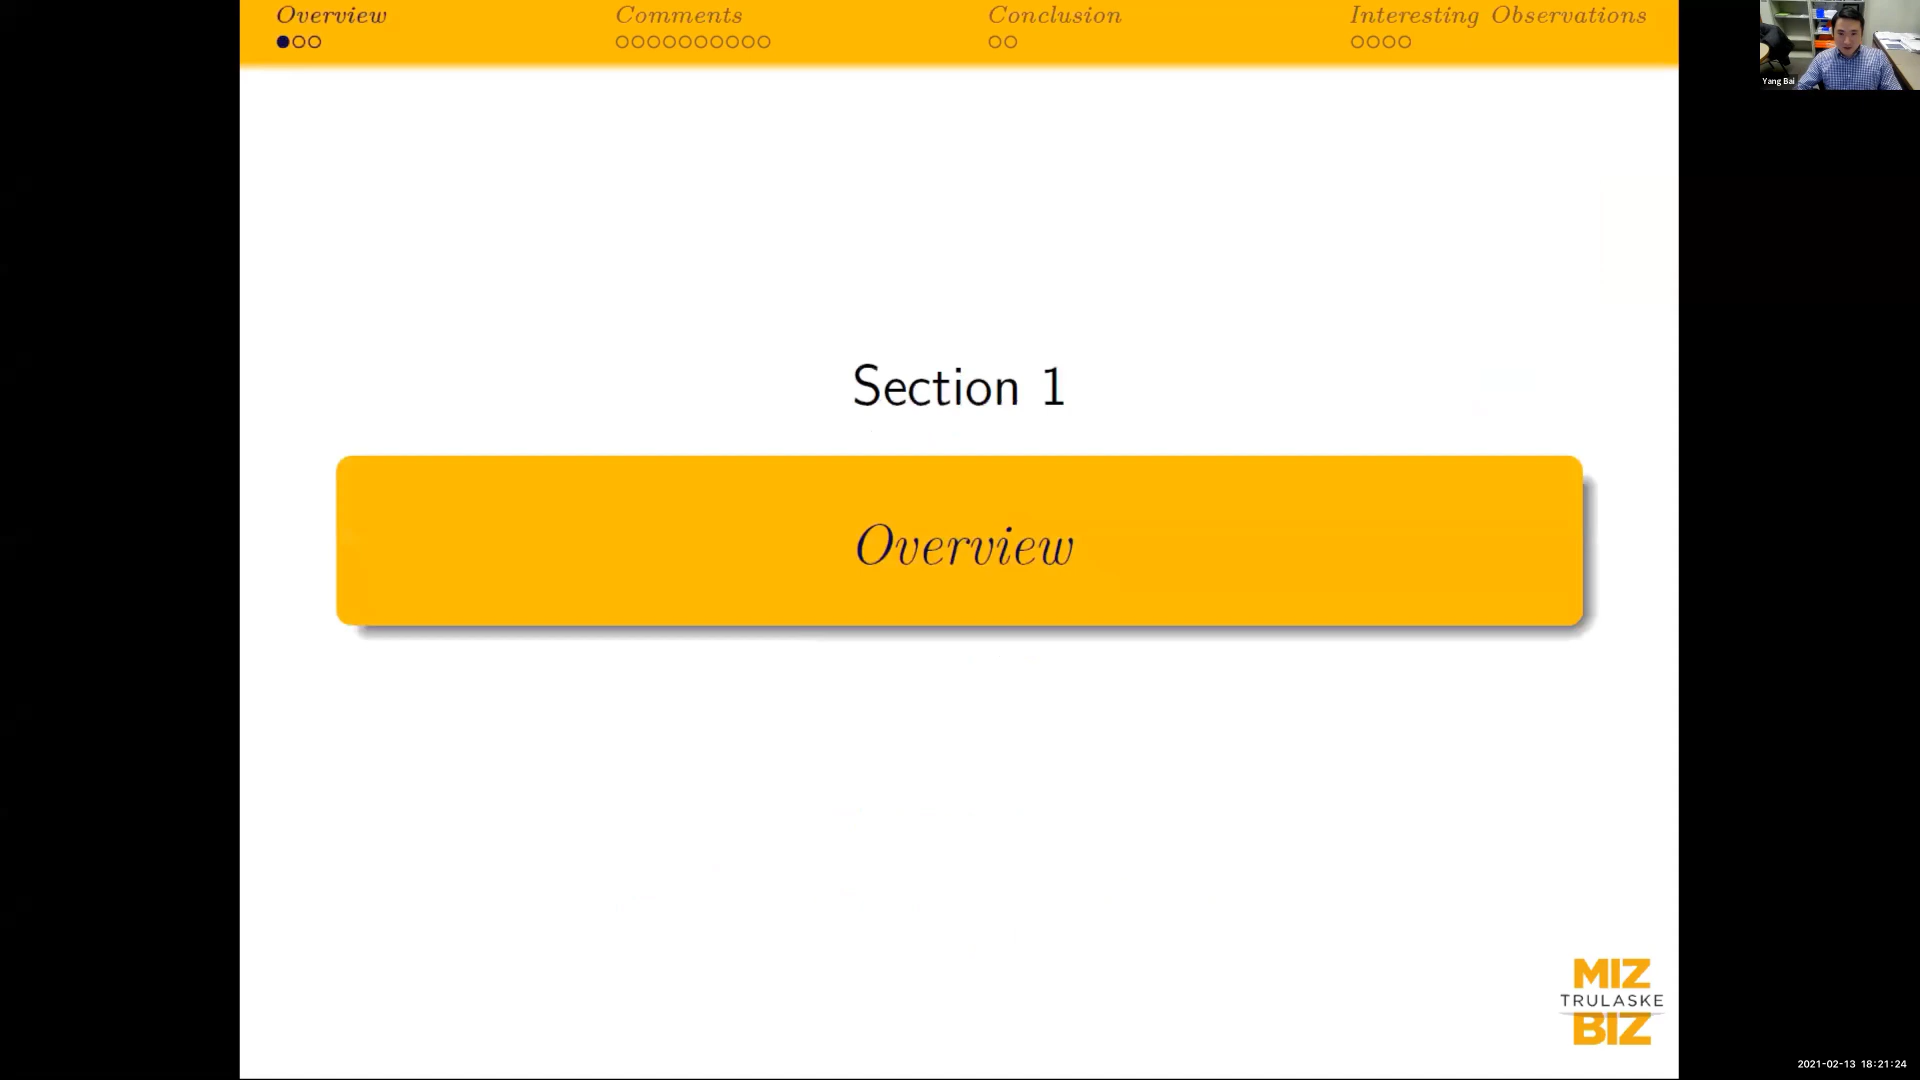 Overview
Comments
Conclusion
Interesting Observations
Yang Bai
Section 1
Overview
MIZ
TRULASKE
BIZ
2021-02-13 18:21:24